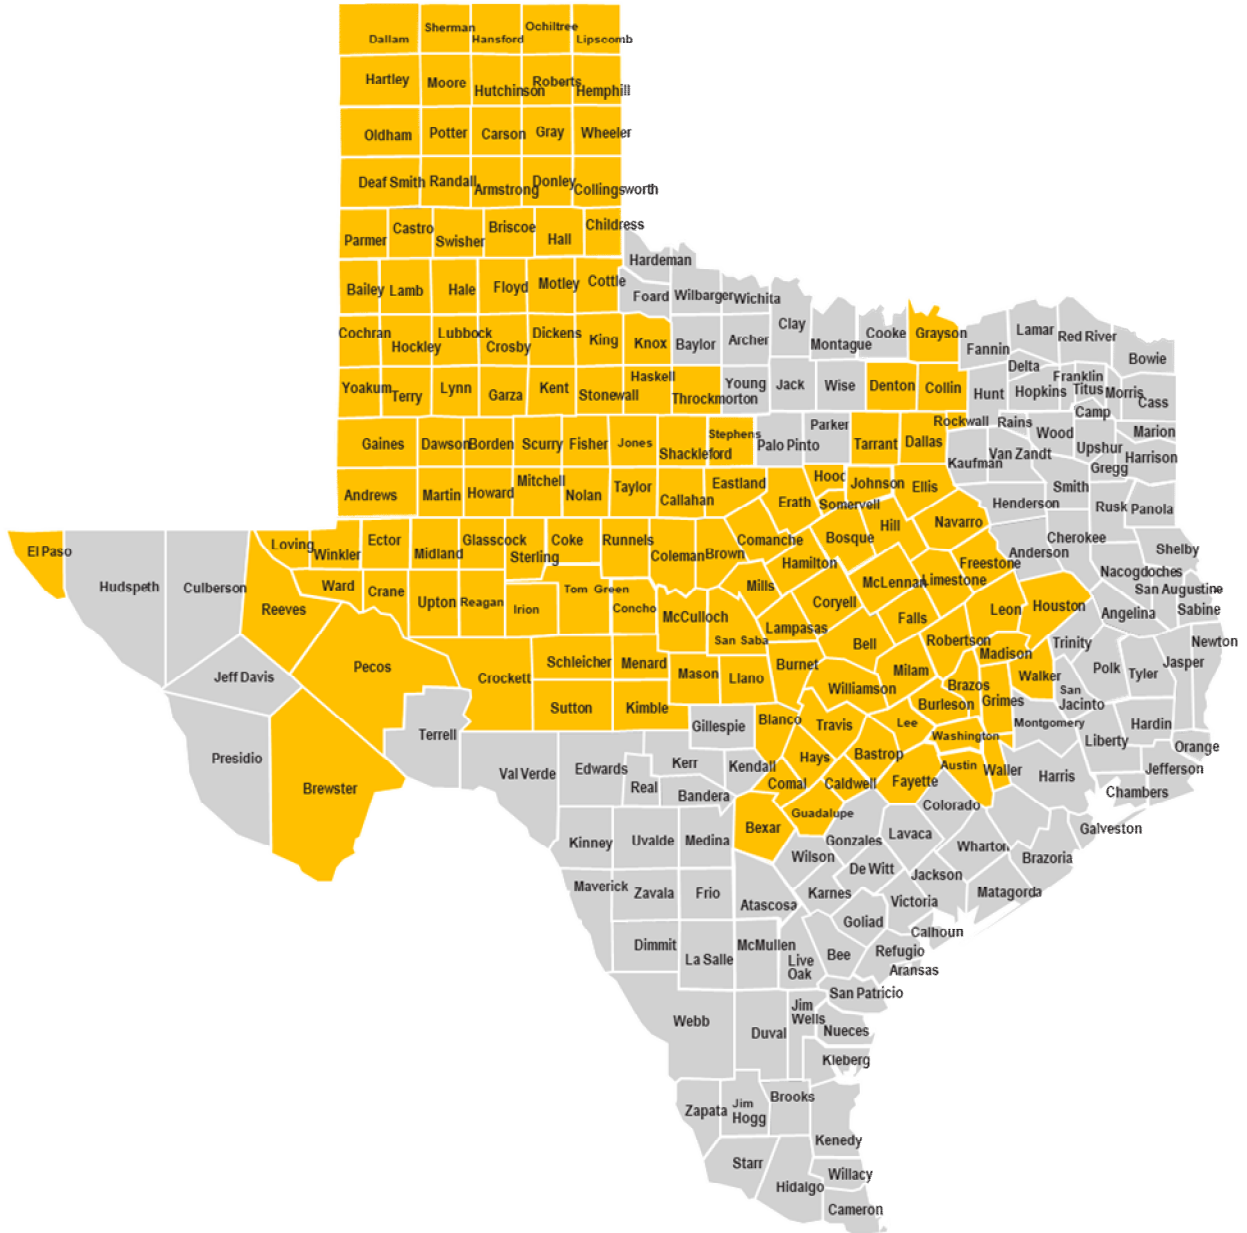 Dallam Sherman Hansford Ochiltree Lipscomb
Hartley Moore Hutchinson Roberts Hemphill
Oldham Potter Carson Gray Wheeler
Deaf Smith Randall Armstrong Donley Collingsworth
Parmer Castro Swisher Briscoe Hall Childress
Hardeman
Bailey Lamb Hale Floyd Motley Cottle Foard Wilbarger Wichita
Clay Montague Cooke Grayson Fannin Lamar Red River Bowie
Cochran Hockley Lubbock Crosby Dickens King Knox Baylor Archer
Delta Franklin Titus Morris Cass
Yoakum Terry Lynn Garza Kent Stonewall Haskell Throckmorton Young Jack Wise Denton Collin Hunt Hopkins
Camp
Gaines Dawson Borden Scurry Fisher Jones Shackleford Stephens Palo Pinto Parker Tarrant Dallas Rockwall Rains Wood Upshur Marion
Kaufman Van Zandt Gregg Harrison
Andrews Martin Howard Mitchell Nolan Taylor Callahan Eastland Erath Hood Johnson Ellis Henderson Smith
Somervell Rusk Panola
El Paso Hudspeth Culberson Loving Winkler Ector Midland Glasscock Sterling Coke Runnels Coleman Brown Comanche Bosque Hill Navarro Cherokee
Hamilton Freestone Anderson Shelby
Reeves Ward Crane Upton Reagan Irion Tom Green Concho McCulloch Mills Coryell McLennan Limestone Nacogdoches
San Augustine
San Saba Lampasas Falls Leon Houston Angelina Sabine
Jeff Davis Pecos Crockett Schleicher Menard Mason Llano Burnet Bell Robertson Madison Trinity Polk Tyler Jasper Newton
Milam Walker
Presidio Brewster Terrell Sutton Kimble Gillespie Blanco Williamson Burleson Brazos Grimes San
Jacinto
Travis Lee Washington Montgomery Liberty Hardin Orange
Val Verde Edwards Kerr Kendall Hays Bastrop Austin Waller Harris Jefferson
Real Bandera Comal Caldwell Fayette Colorado Chambers
Guadalupe Galveston
Kinney Uvalde Medina Bexar Wilson Gonzales Lavaca Wharton Brazoria
Maverick Zavala Frio Atascosa Karnes De Witt Jackson Matagorda
Victoria
Goliad Calhoun
Dimmit La Salle McMullen Live
Oak
Bee Refugio
Aransas
San Patricio
Webb Duval Jim
Wells
Nueces
Kleberg
Zapata Jim
Hogg
Brooks Kenedy
Starr Hidalgo Willacy
Cameron